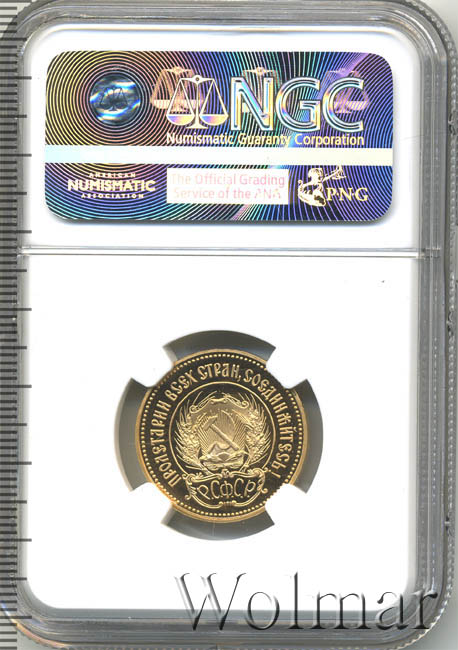 NGC
Numismatic Guaranty Corporation
AMERICAN
NUMISMATIC
ASSOCIATION
The Official Grading
Service of the ANA
PNG
ПРОЛЕТАРИИ ВСЕХ СТРАН, СОЕДИНЯЙТЕСЬ!
Р.С.Ф.С.Р.
Wolmar